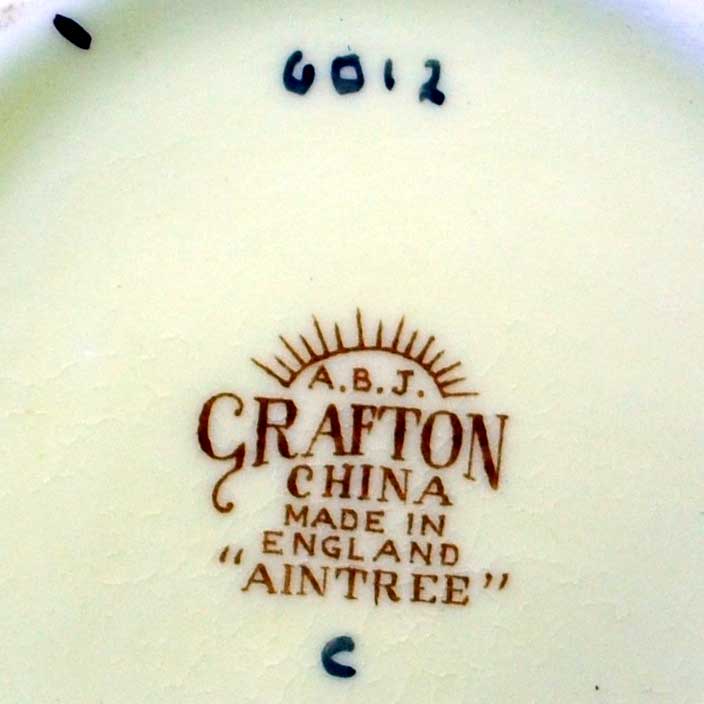 6012
A.B.J.
GRAFTON
CHINA
MADE IN
ENGLAND
"AINTREE"
C